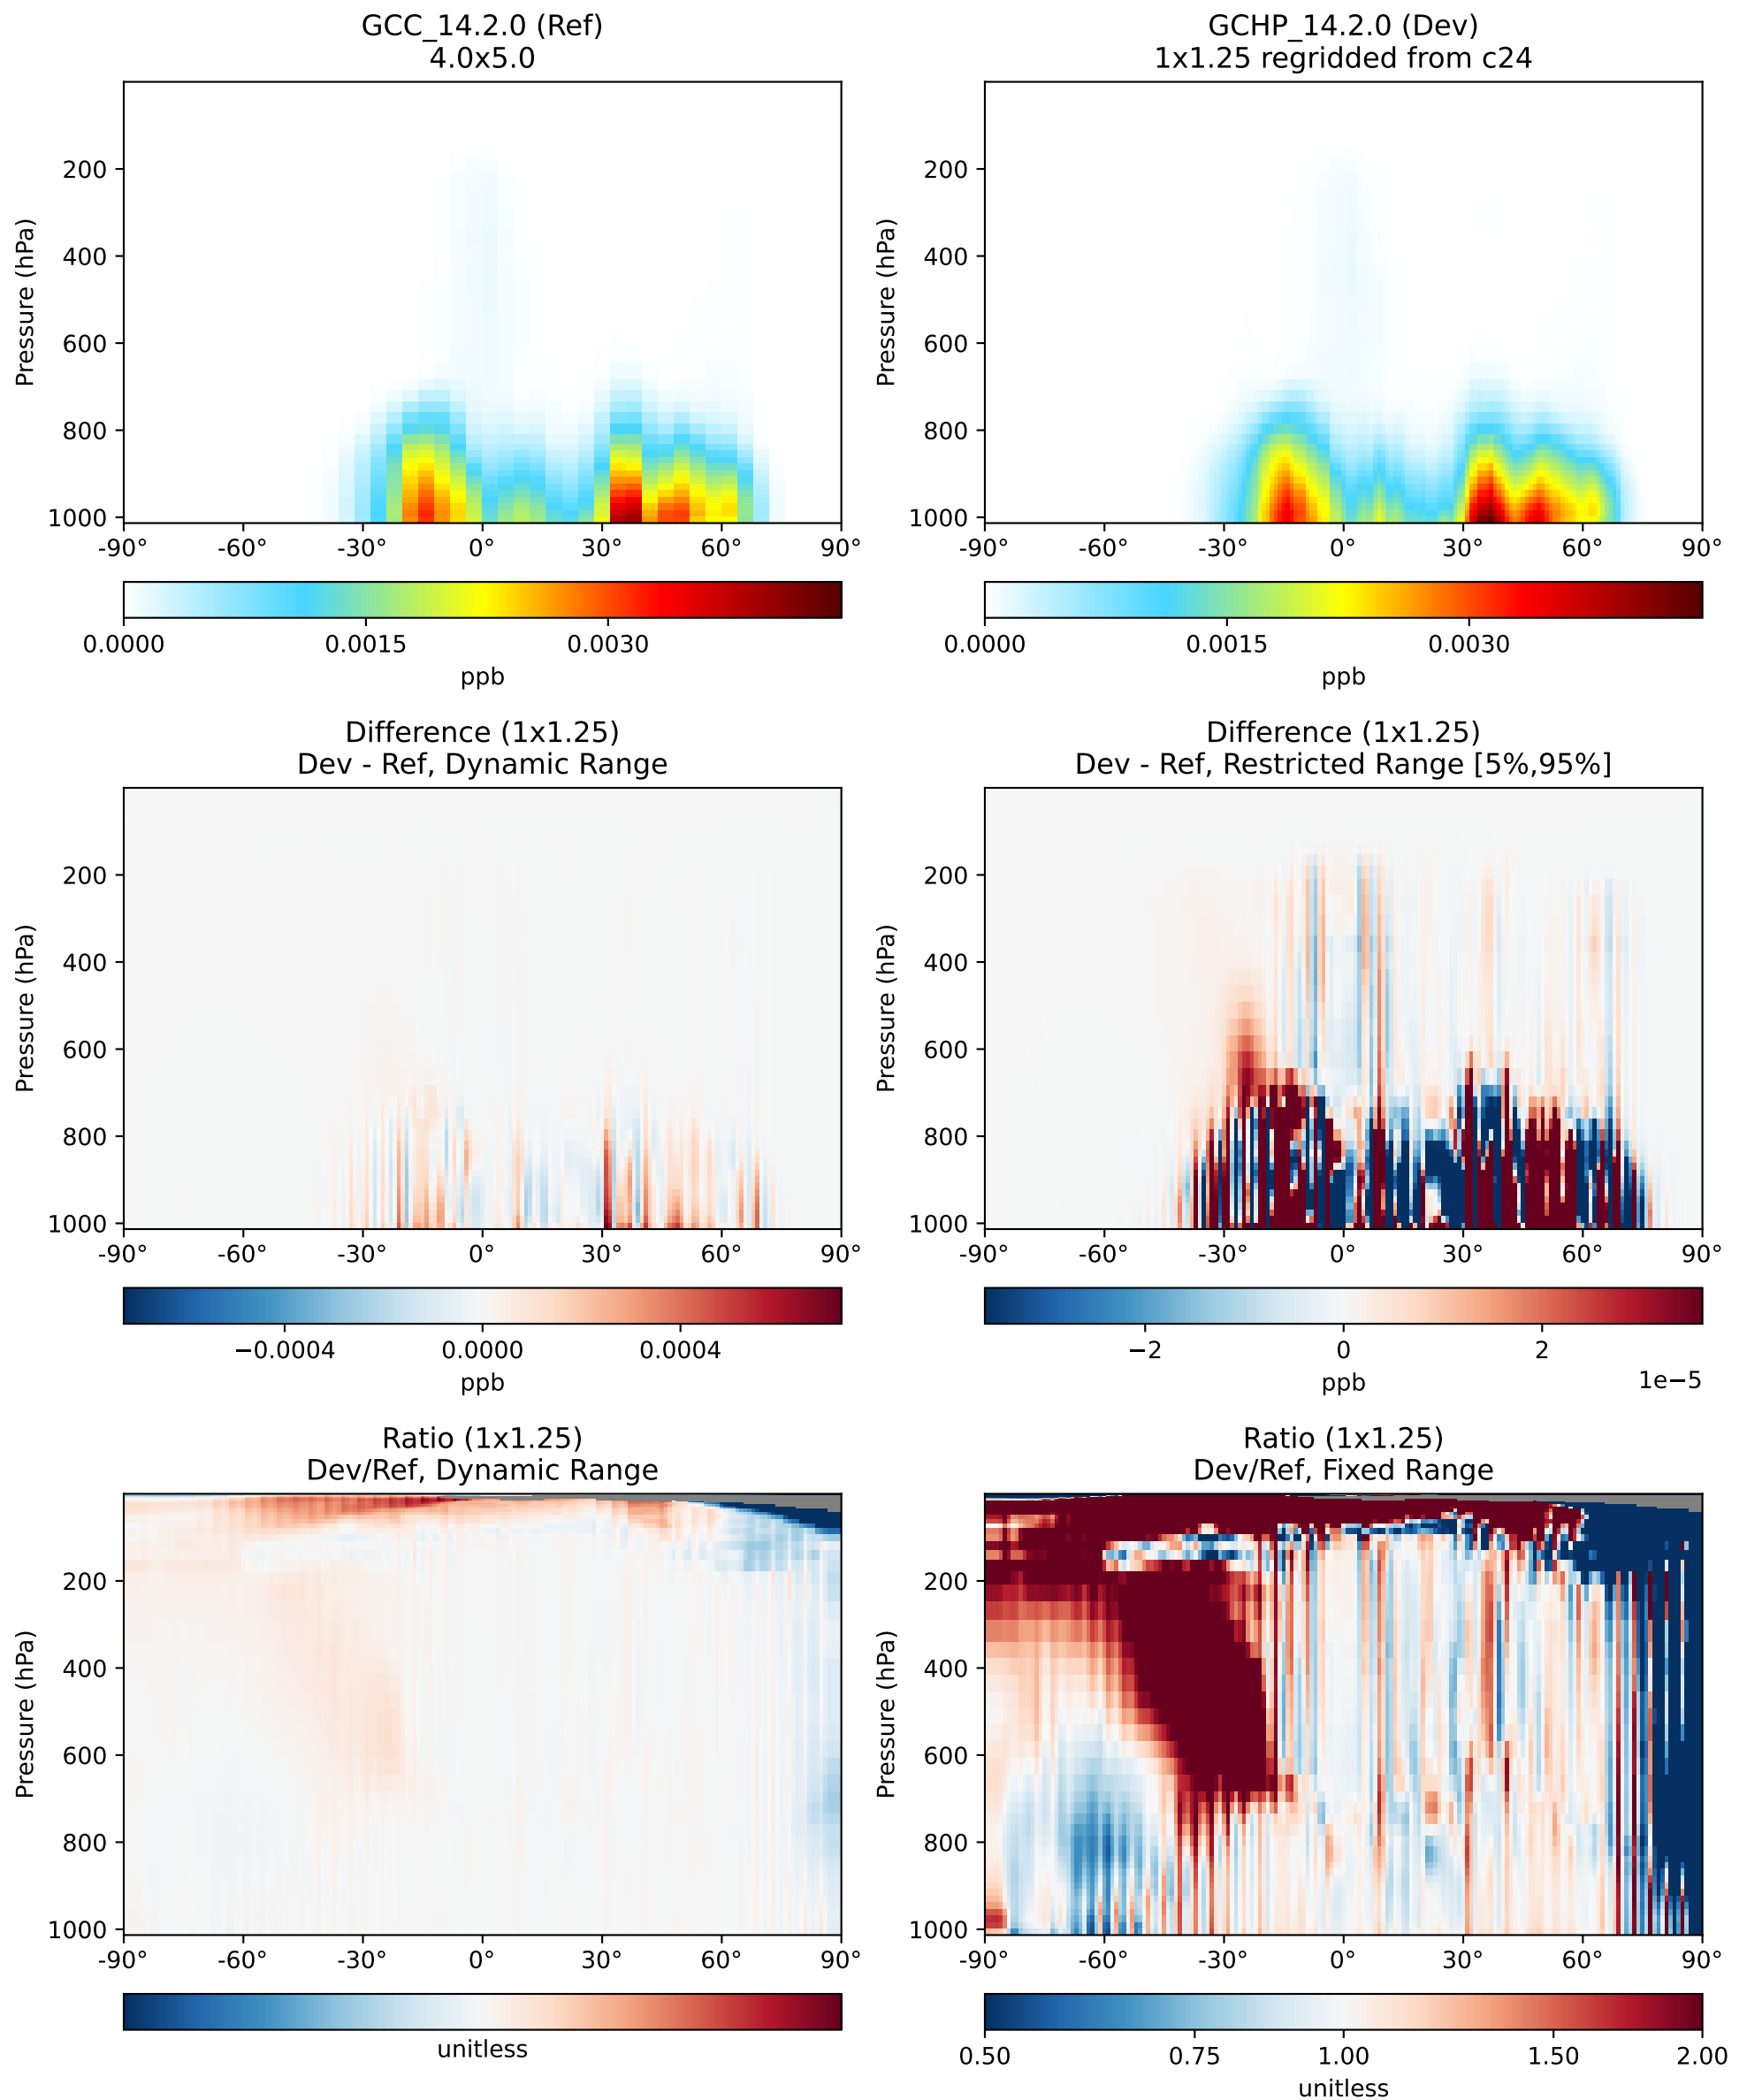 GCC_14.2.0 (Ref)
4.0x5.0
Pressure (hPa)
200
400
600
800
1000
-90° -60° -30° 0° 30° 60° 90°
0.0000 0.0015 0.0030
ppb
GCHP_14.2.0 (Dev)
1x1.25 regridded from c24
Pressure (hPa)
200
400
600
800
1000
-90° -60° -30° 0° 30° 60° 90°
0.0000 0.0015 0.0030
ppb
Difference (1x1.25)
Dev - Ref, Dynamic Range
Pressure (hPa)
200
400
600
800
1000
-90° -60° -30° 0° 30° 60° 90°
−0.0004 0.0000 0.0004
ppb
Difference (1x1.25)
Dev - Ref, Restricted Range [5%,95%]
Pressure (hPa)
200
400
600
800
1000
-90° -60° -30° 0° 30° 60° 90°
−2 0 2
ppb
1e−5
Ratio (1x1.25)
Dev/Ref, Dynamic Range
Pressure (hPa)
200
400
600
800
1000
-90° -60° -30° 0° 30° 60° 90°
unitless
Ratio (1x1.25)
Dev/Ref, Fixed Range
Pressure (hPa)
200
400
600
800
1000
-90° -60° -30° 0° 30° 60° 90°
0.50 0.75 1.00 1.50 2.00
unitless